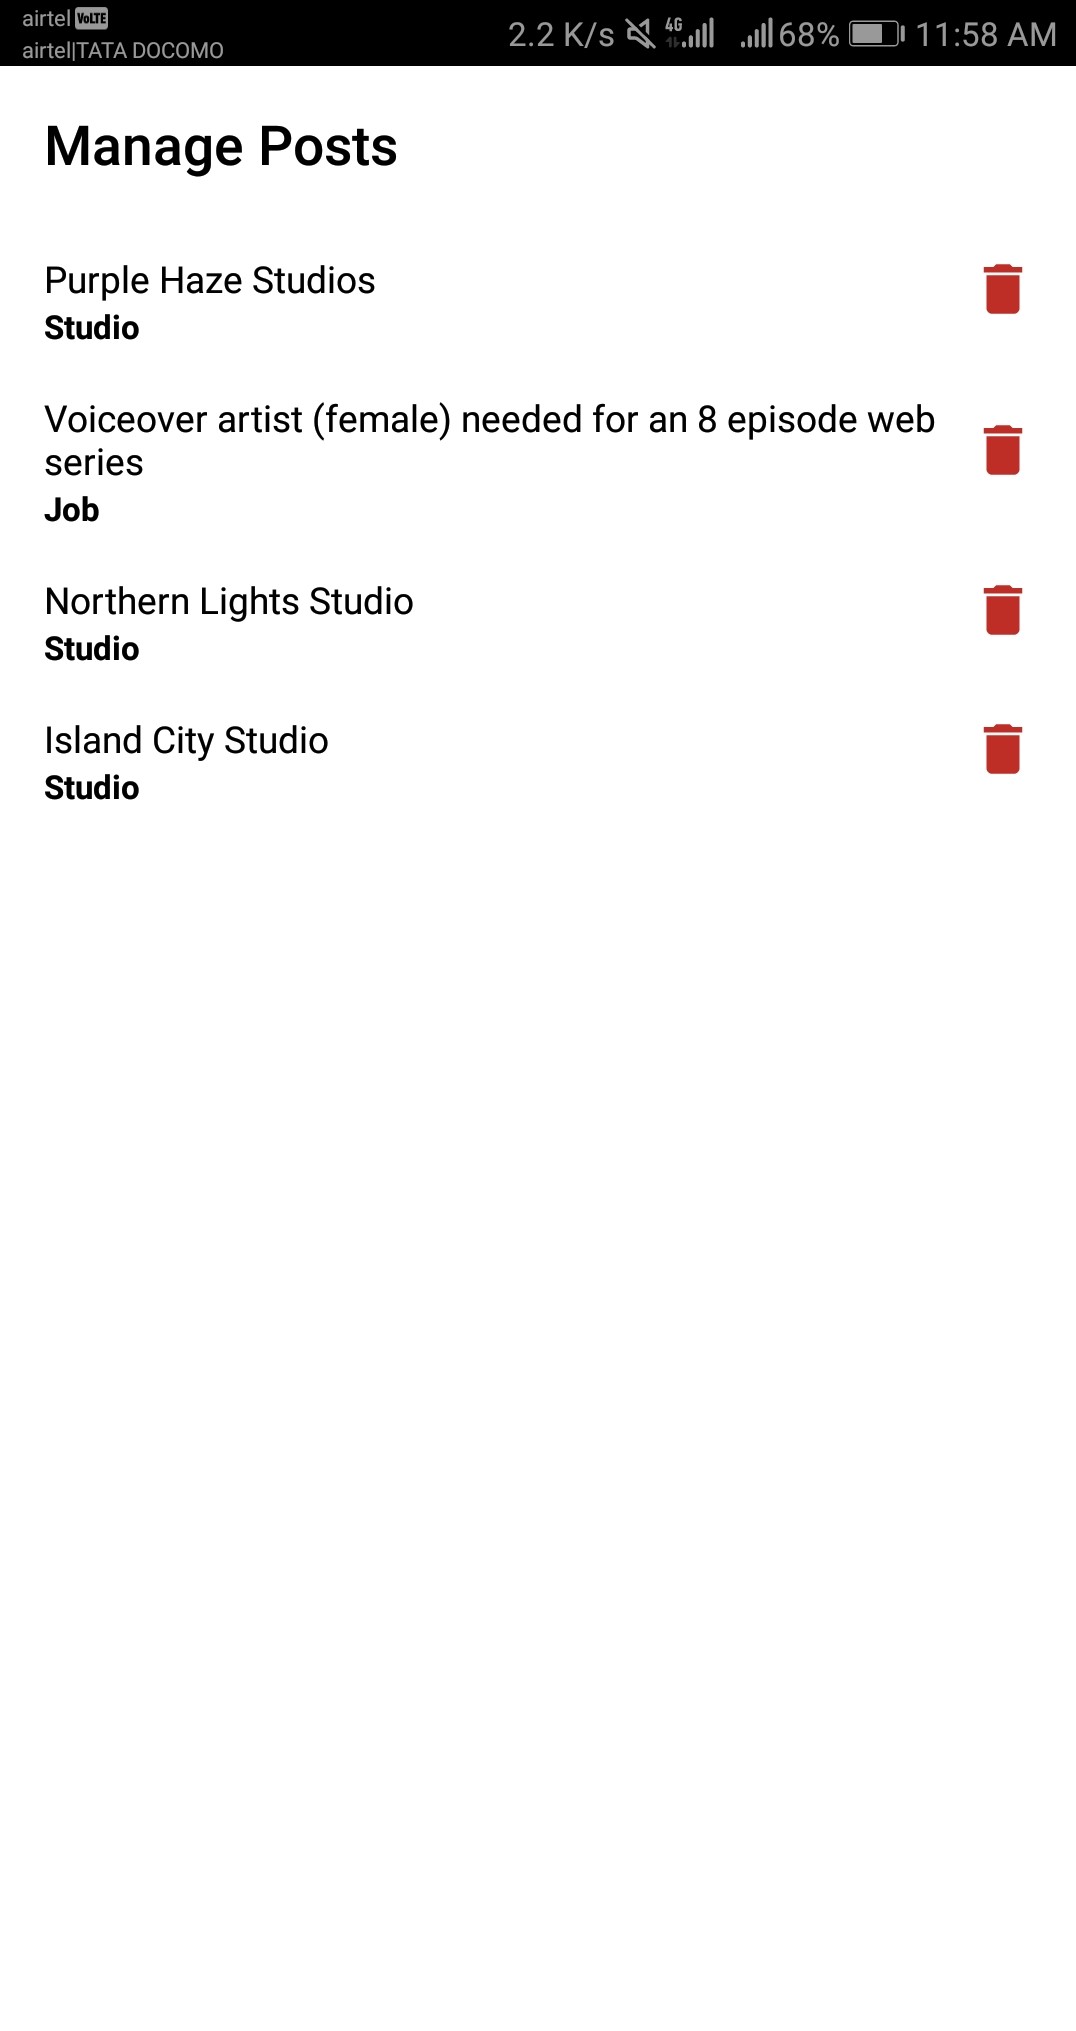 airtel VoLTE
airtel|TATA DOCOMO
2.2 K/s 4G 68% 11:58 AM
Manage Posts
Purple Haze Studios
Studio
Voiceover artist (female) needed for an 8 episode web
series
Job
Northern Lights Studio
Studio
Island City Studio
Studio